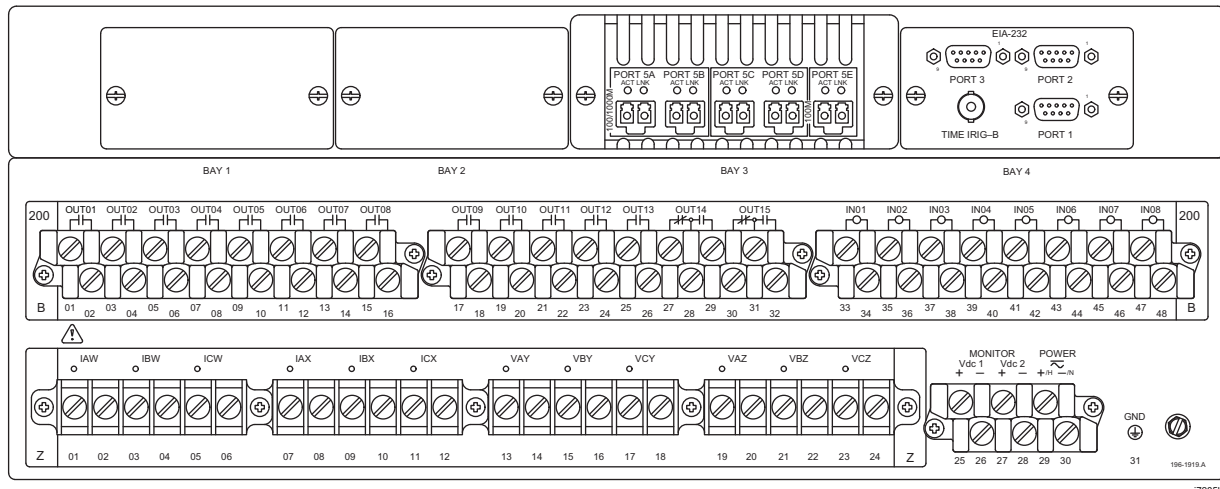 EIA-232
PORT 5A PORT 5B PORT 5C PORT 5D PORT 5E
ACT LNK ACT LNK ACT LNK ACT LNK ACT LNK
100/1000M
100M
1 1
9 9
PORT 3 PORT 2
1
9
TIME IRIG–B PORT 1
BAY 1 BAY 2 BAY 3 BAY 4
200 OUT01 OUT02 OUT03 OUT04 OUT05 OUT06 OUT07 OUT08 OUT09 OUT10 OUT11 OUT12 OUT13 OUT14 OUT15 IN01 IN02 IN03 IN04 IN05 IN06 IN07 IN08 200
B 01 02 03 04 05 06 07 08 09 10 11 12 13 14 15 16 17 18 19 20 21 22 23 24 25 26 27 28 29 30 31 32 33 34 35 36 37 38 39 40 41 42 43 44 45 46 47 48 B
IAW IBW ICW IAX IBX ICX VAY VBY VCY VAZ VBZ VCZ
MONITOR POWER
Vdc 1 Vdc 2
+ – + – +/H –/N
GND
Z 01 02 03 04 05 06 07 08 09 10 11 12 13 14 15 16 17 18 19 20 21 22 23 24 Z
25 26 27 28 29 30 31
196-1919.A